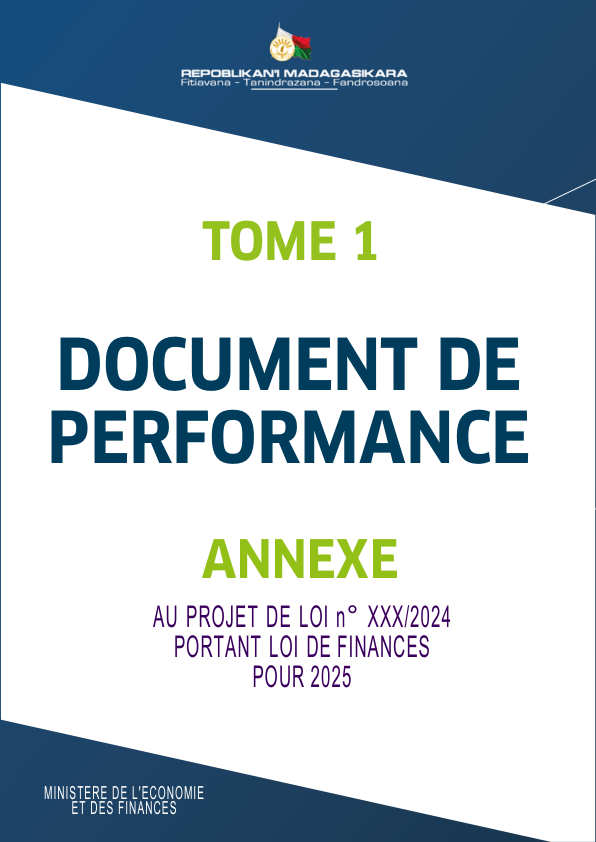 REPOBLIKAN'I MADAGASIKARA
Fitiavana - Tanindrazana - Fandrosoana
TOME 1
DOCUMENT DE
PERFORMANCE
ANNEXE
AU PROJET DE LOI n° XXX/2024
PORTANT LOI DE FINANCES
POUR 2025
MINISTERE DE L'ECONOMIE
ET DES FINANCES